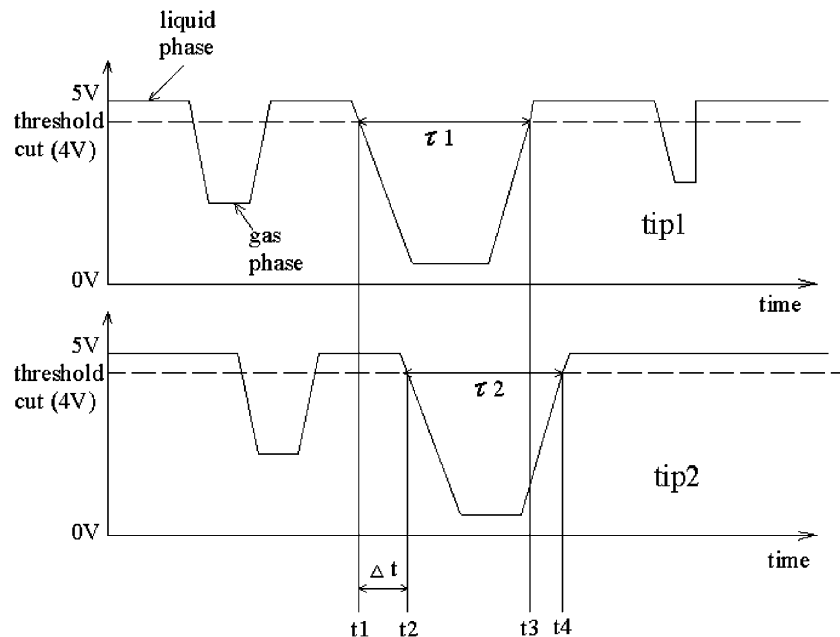 liquid
phase
5V
threshold
cut (4V)
τ 1
gas
phase
tip1
0V
time
5V
threshold
cut (4V)
τ 2
tip2
0V
time
Δ t
t1 t2 t3 t4